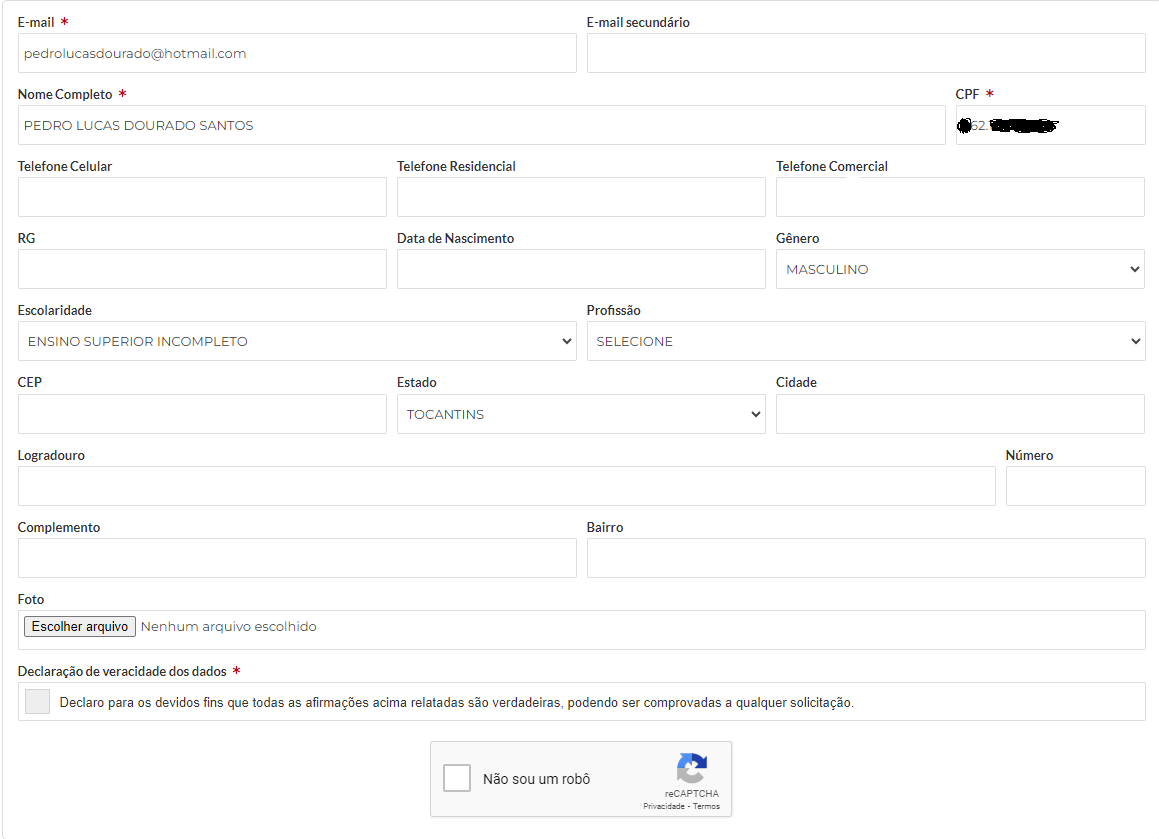 E-mail * E-mail secundário
pedrolucasdourado@hotmail.com
Nome Completo * CPF *
PEDRO LUCAS DOURADO SANTOS 62.
Telefone Celular Telefone Residencial Telefone Comercial
RG Data de Nascimento Gênero
MASCULINO
Escolaridade Profissão
ENSINO SUPERIOR INCOMPLETO SELECIONE
CEP Estado Cidade
TOCANTINS
Logradouro Número
Complemento Bairro
Foto
Escolher arquivo Nenhum arquivo escolhido
Declaração de veracidade dos dados *
Declaro para os devidos fins que todas as afirmações acima relatadas são verdadeiras, podendo ser comprovadas a qualquer solicitação.
Não sou um robô
reCAPTCHA
Privacidade - Termos